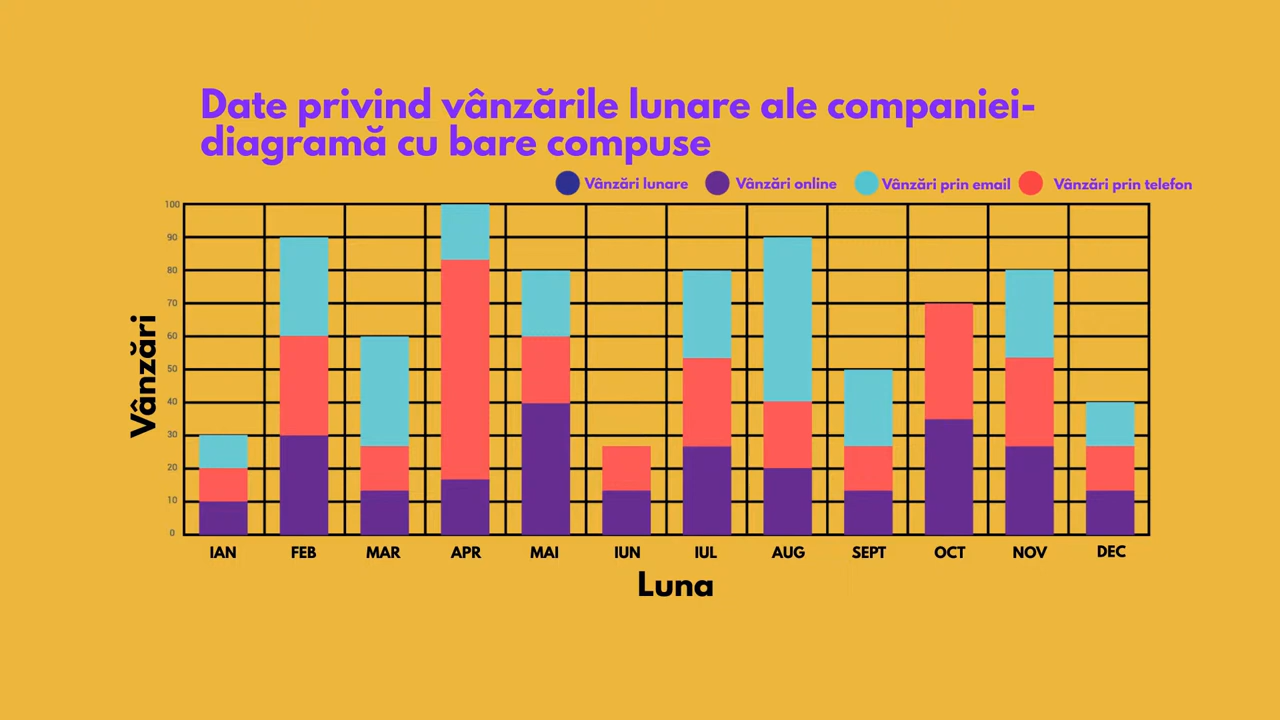 Date privind vânzările lunare ale companiei-
diagramă cu bare compuse
Vânzări lunare Vânzări online Vânzări prin email Vânzări prin telefon
100
90
80
70
60
50
40
30
20
10
0
Vânzări
IAN FEB MAR APR MAI IUN IUL AUG SEPT OCT NOV DEC
Luna